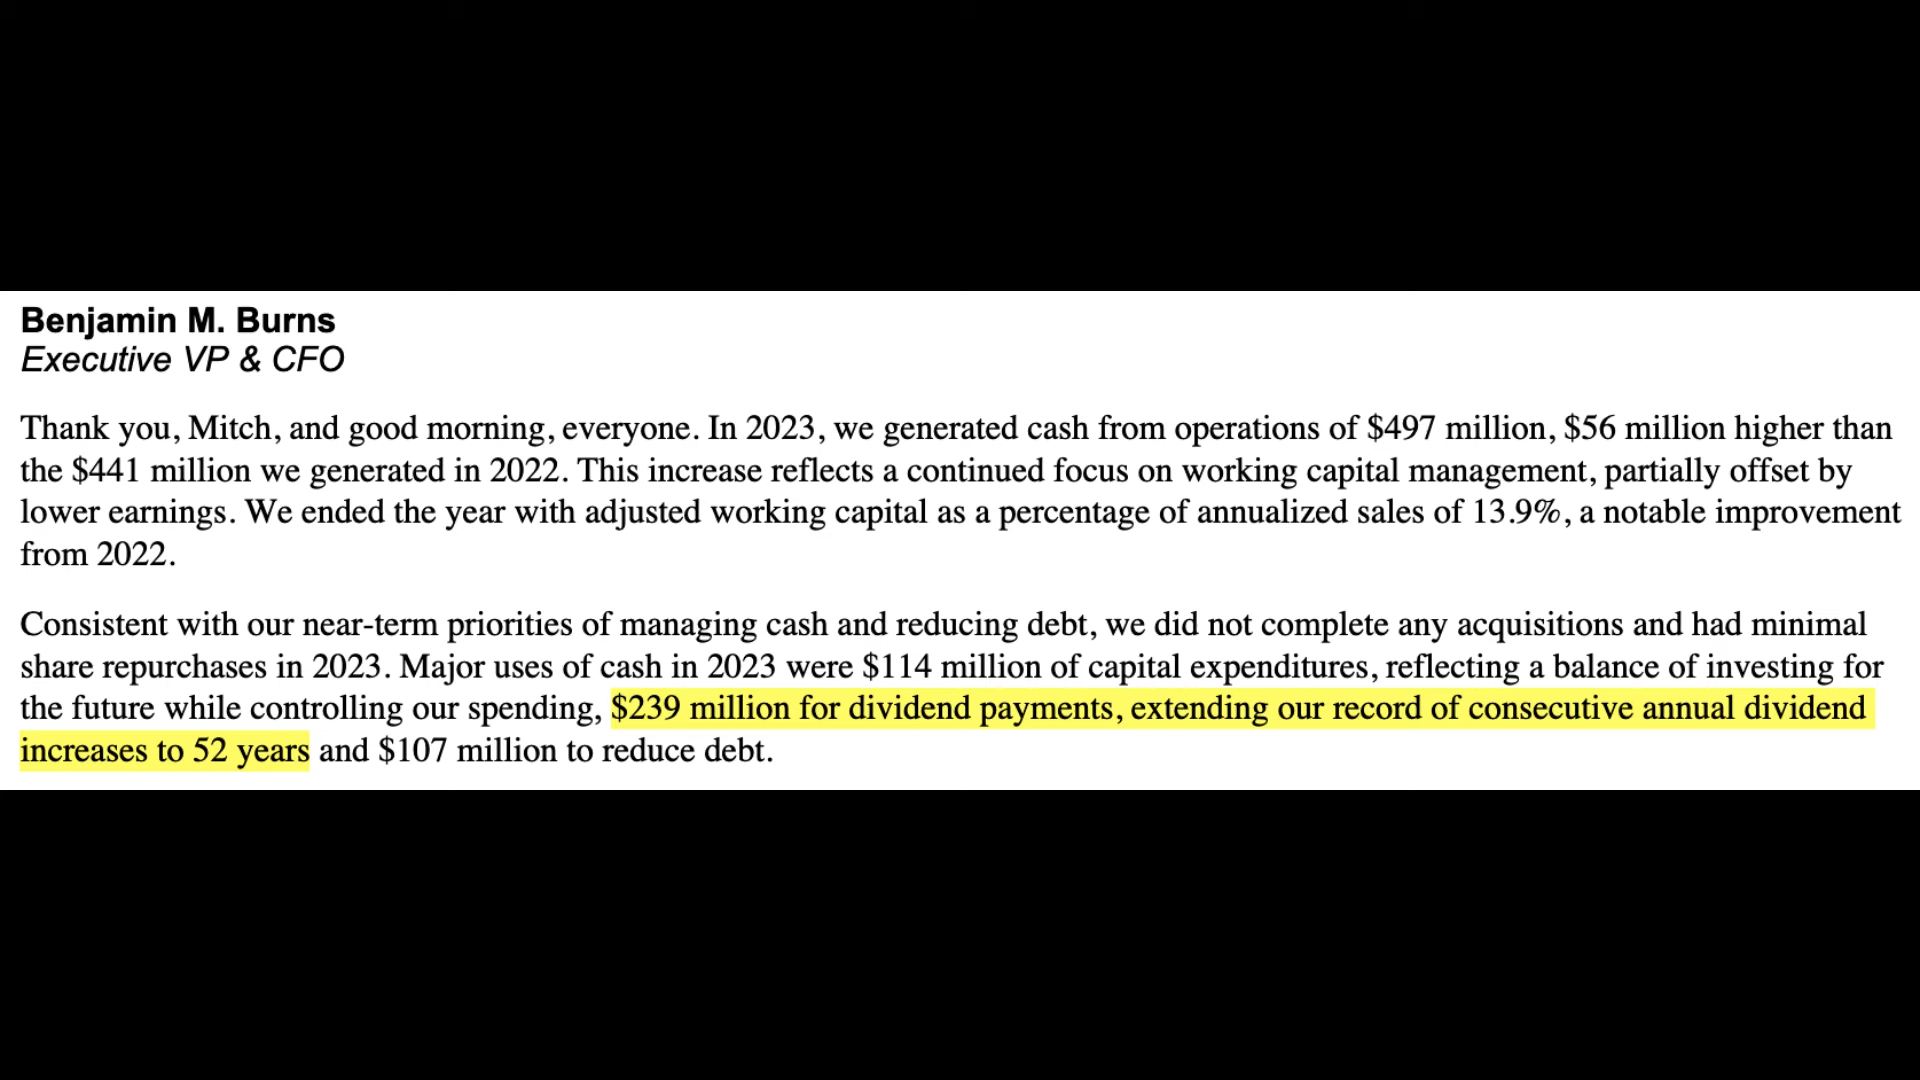 Benjamin M. Burns
Executive VP & CFO
Thank you, Mitch, and good morning, everyone. In 2023, we generated cash from operations of $497 million, $56 million higher than
the $441 million we generated in 2022. This increase reflects a continued focus on working capital management, partially offset by
lower earnings. We ended the year with adjusted working capital as a percentage of annualized sales of 13.9%, a notable improvement
from 2022.
Consistent with our near-term priorities of managing cash and reducing debt, we did not complete any acquisitions and had minimal
share repurchases in 2023. Major uses of cash in 2023 were $114 million of capital expenditures, reflecting a balance of investing for
the future while controlling our spending, $239 million for dividend payments, extending our record of consecutive annual dividend
increases to 52 years and $107 million to reduce debt.